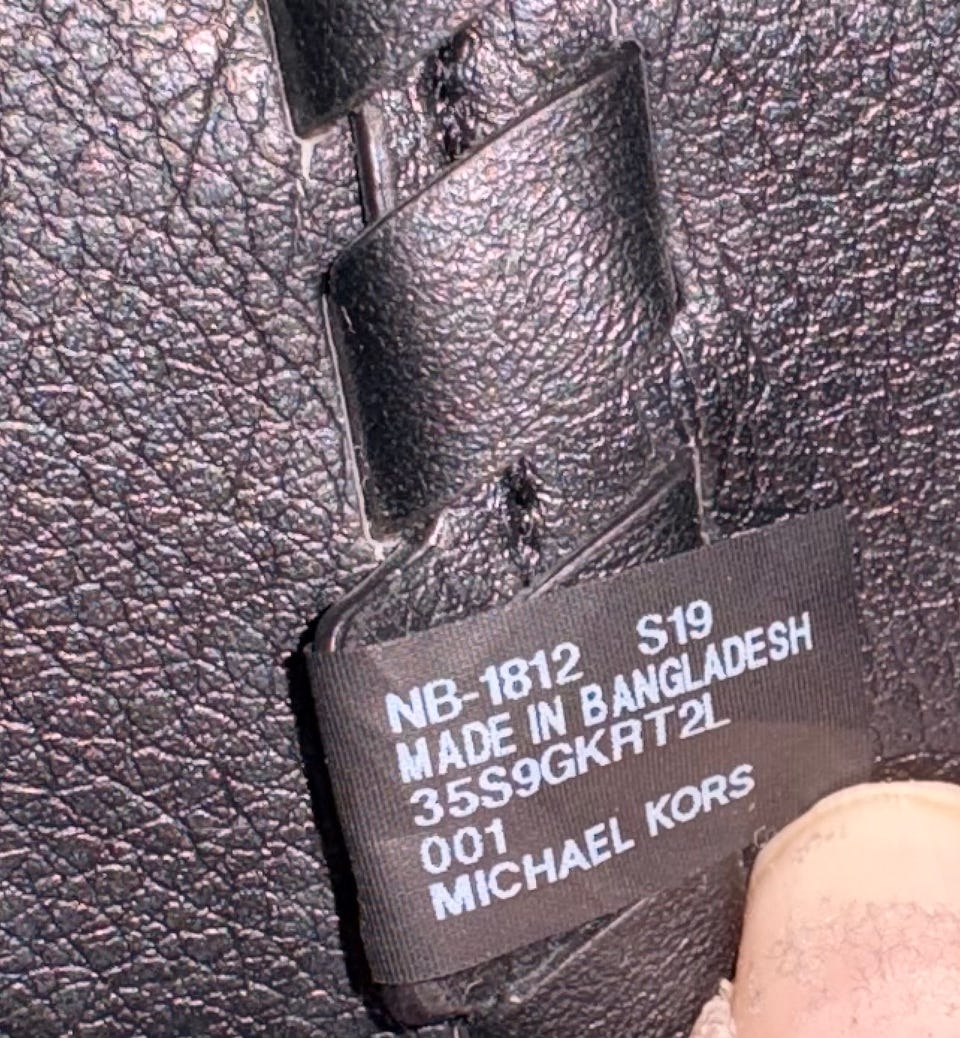 NB-1812 S19
MADE IN BANGLADESH
35S9GKRT2L
001
MICHAEL KORS